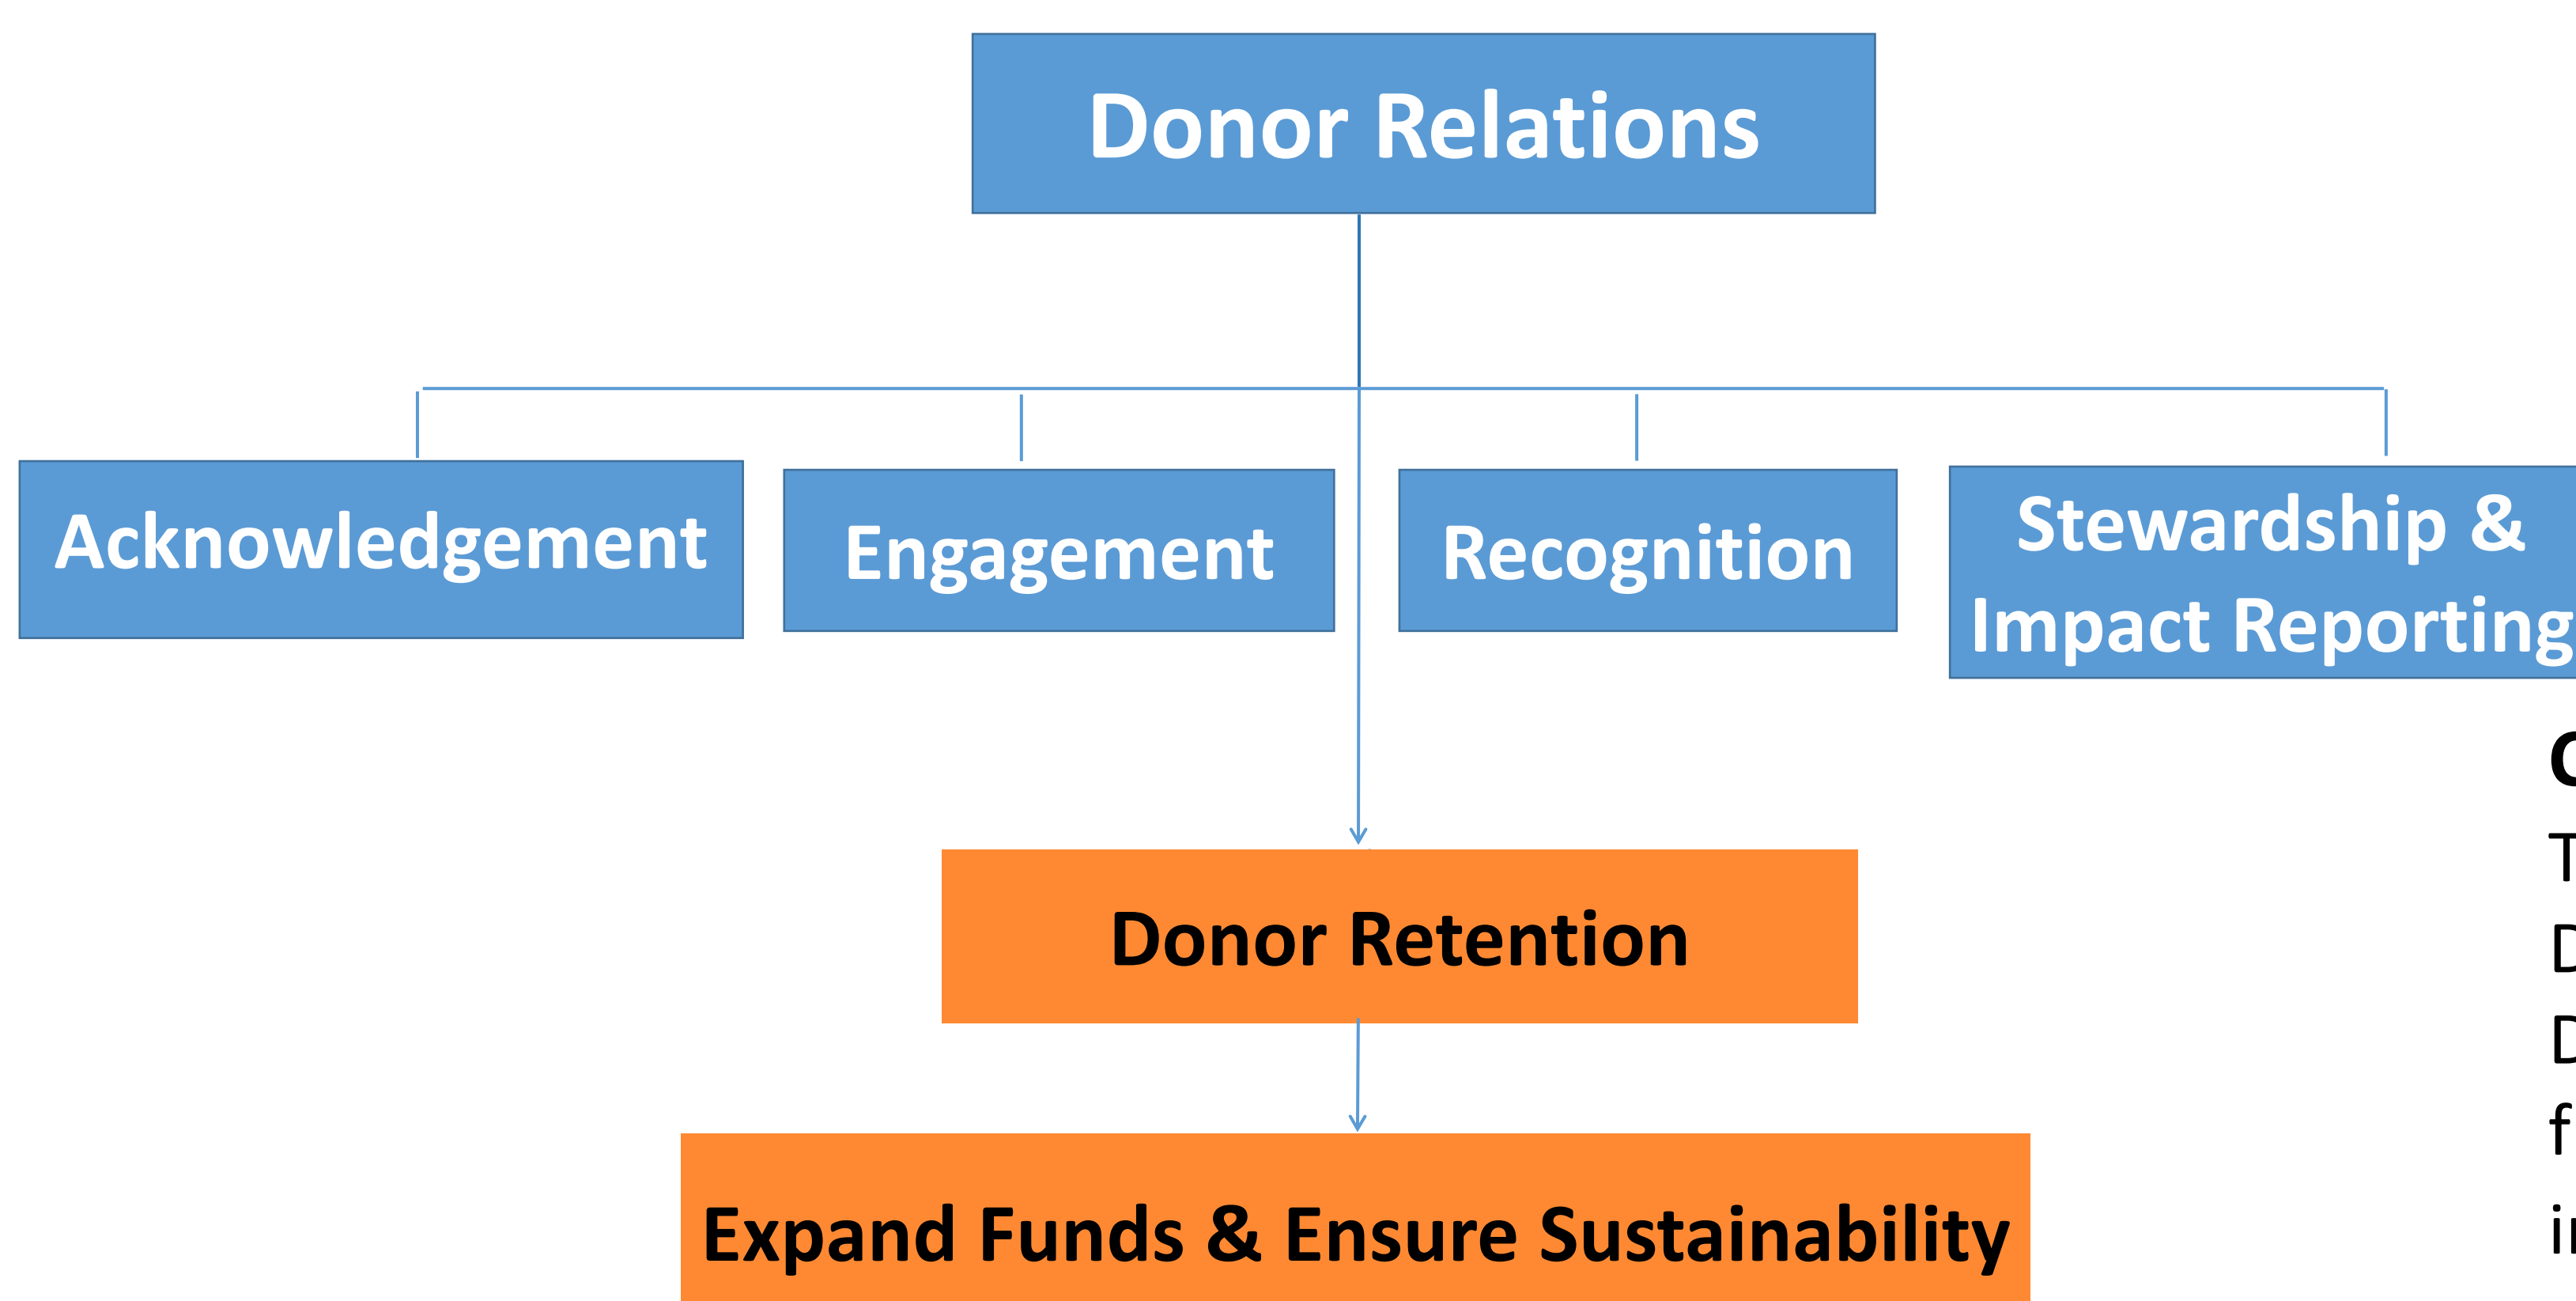 Donor Relations
Acknowledgement
Engagement
Recognition
Stewardship &
Impact Reporting
Donor Retention
Expand Funds & Ensure Sustainability